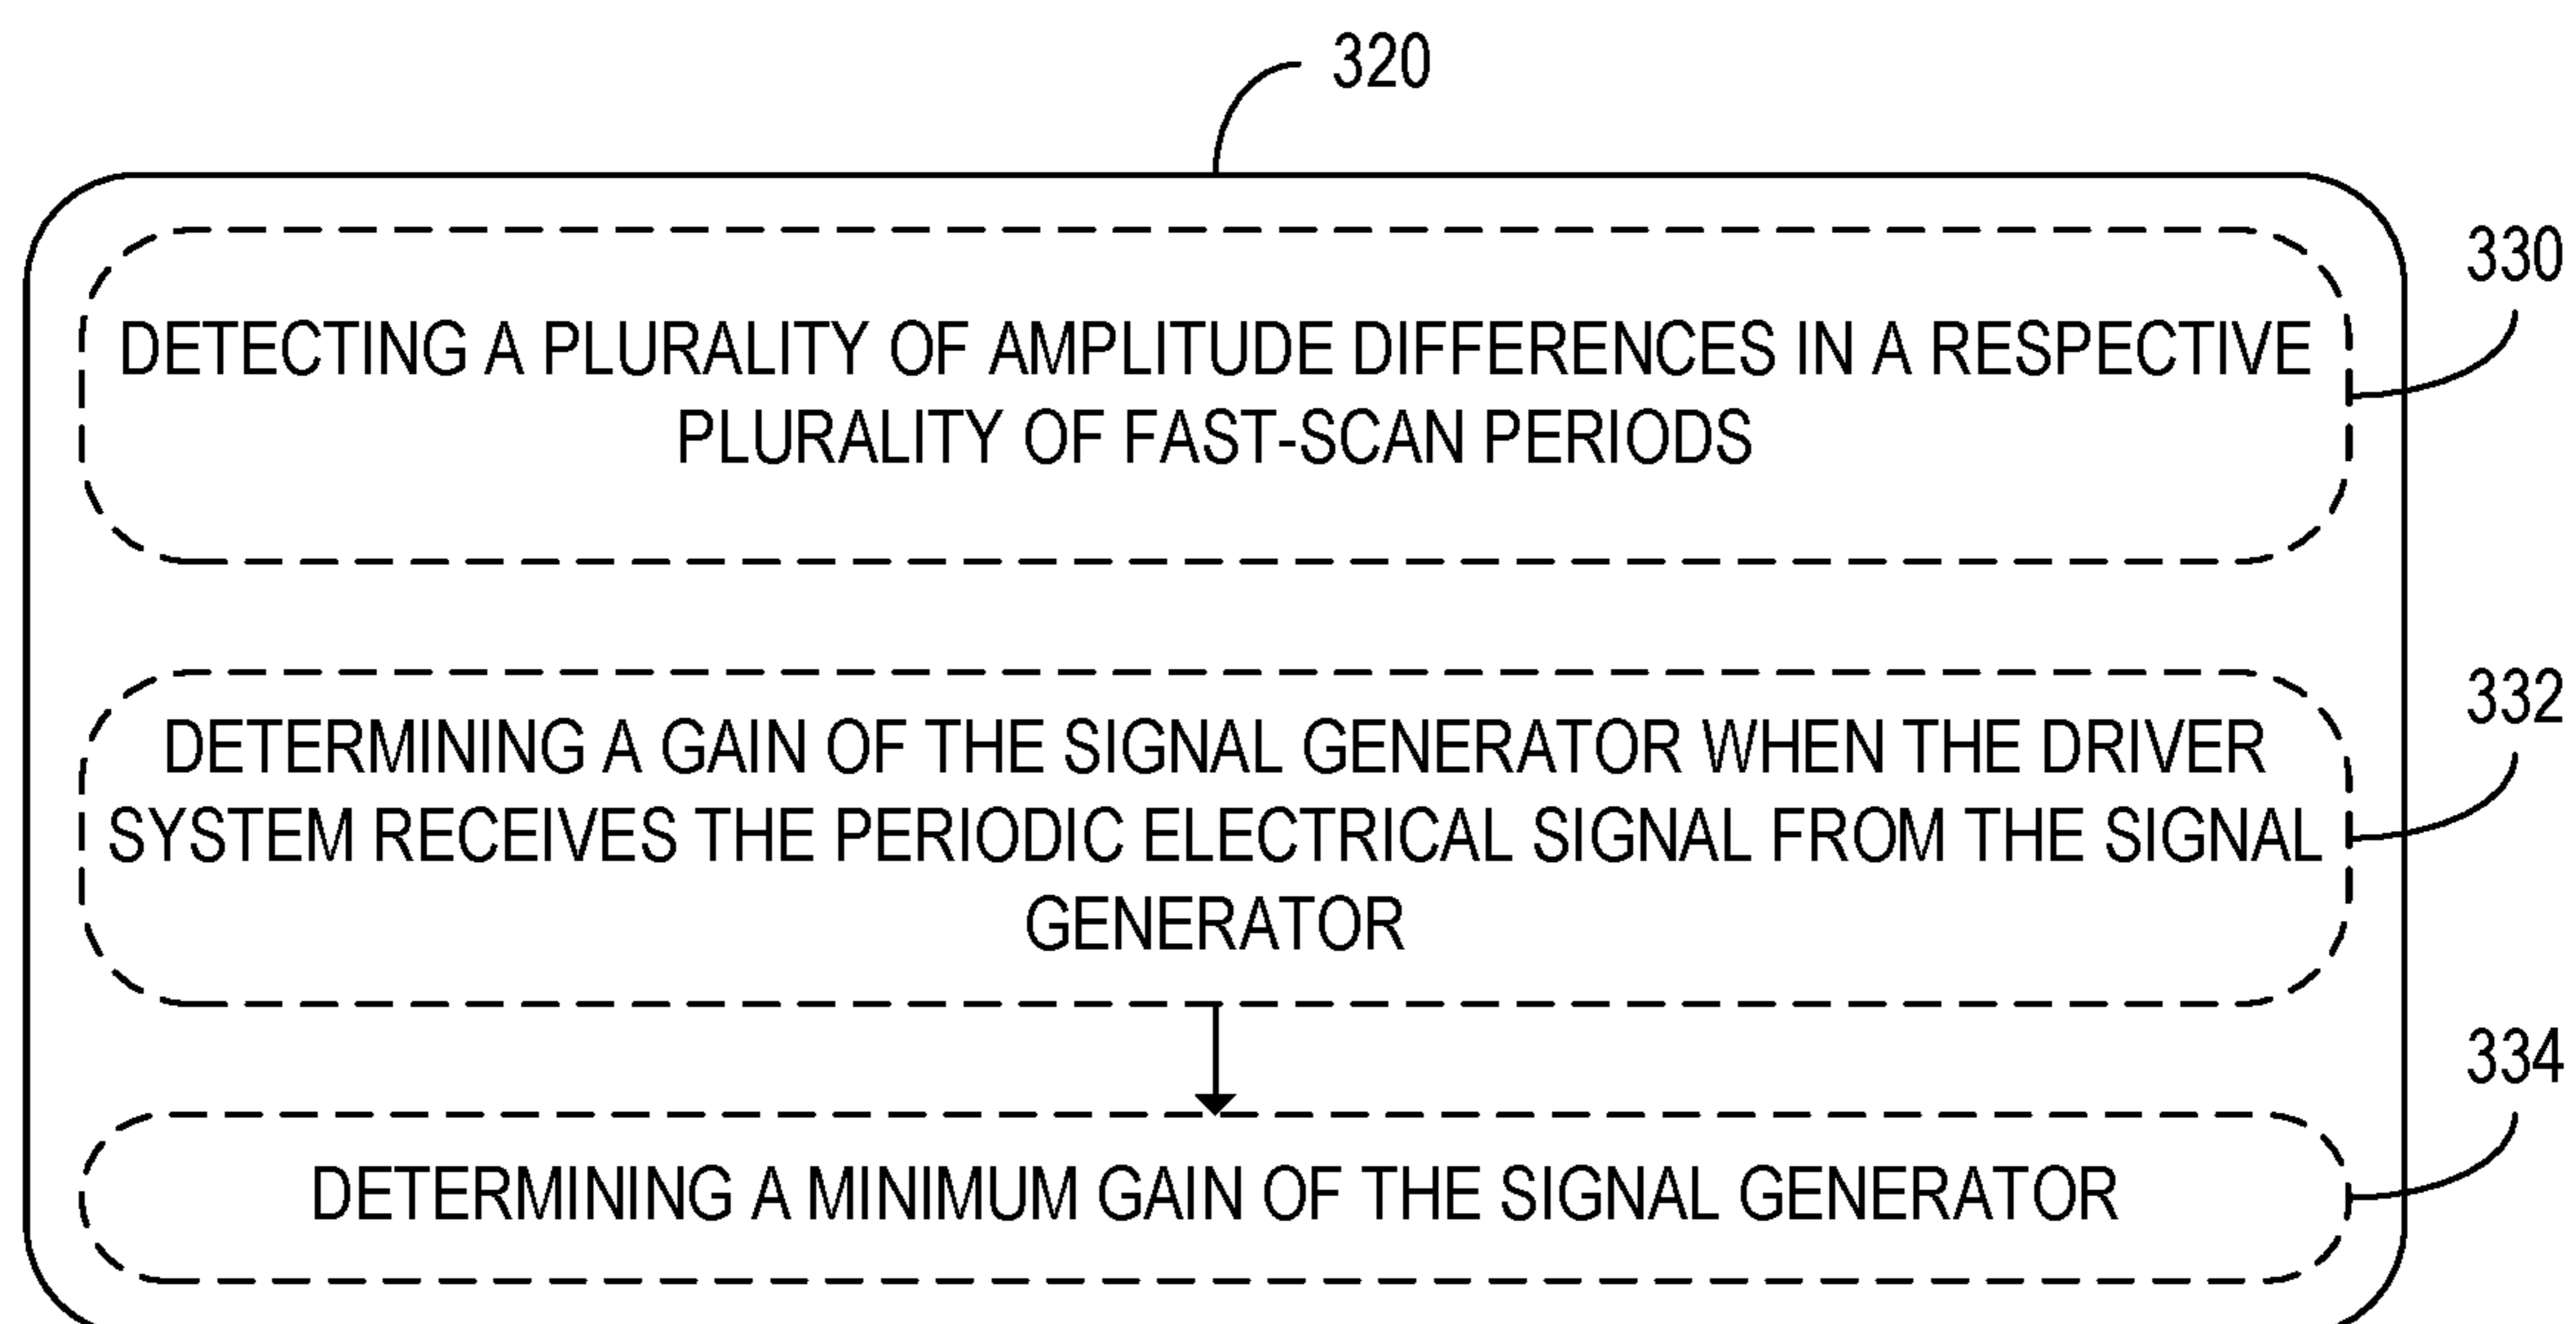 320
330
DETECTING A PLURALITY OF AMPLITUDE DIFFERENCES IN A RESPECTIVE
PLURALITY OF FAST-SCAN PERIODS
332
DETERMINING A GAIN OF THE SIGNAL GENERATOR WHEN THE DRIVER
SYSTEM RECEIVES THE PERIODIC ELECTRICAL SIGNAL FROM THE SIGNAL
GENERATOR
334
DETERMINING A MINIMUM GAIN OF THE SIGNAL GENERATOR